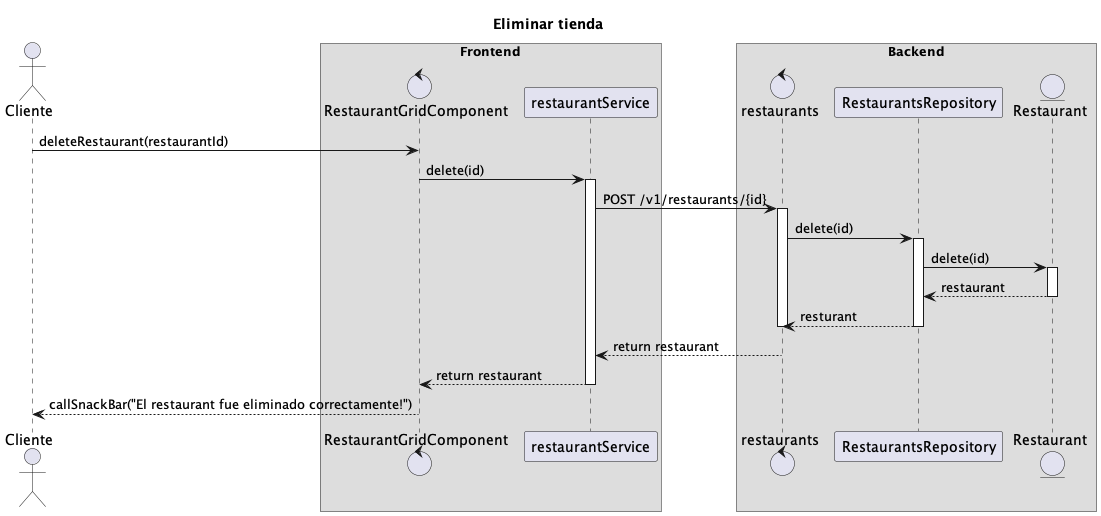 Eliminar tienda
Frontend
Backend
Cliente
RestaurantGridComponent
restaurantService
restaurants
RestaurantsRepository
Restaurant
deleteRestaurant(restaurantId)
delete(id)
POST /v1/restaurants/{id}
delete(id)
delete(id)
restaurant
resturant
return restaurant
return restaurant
callSnackBar("El restaurant fue eliminado correctamente!")
Cliente
RestaurantGridComponent
restaurantService
restaurants
RestaurantsRepository
Restaurant